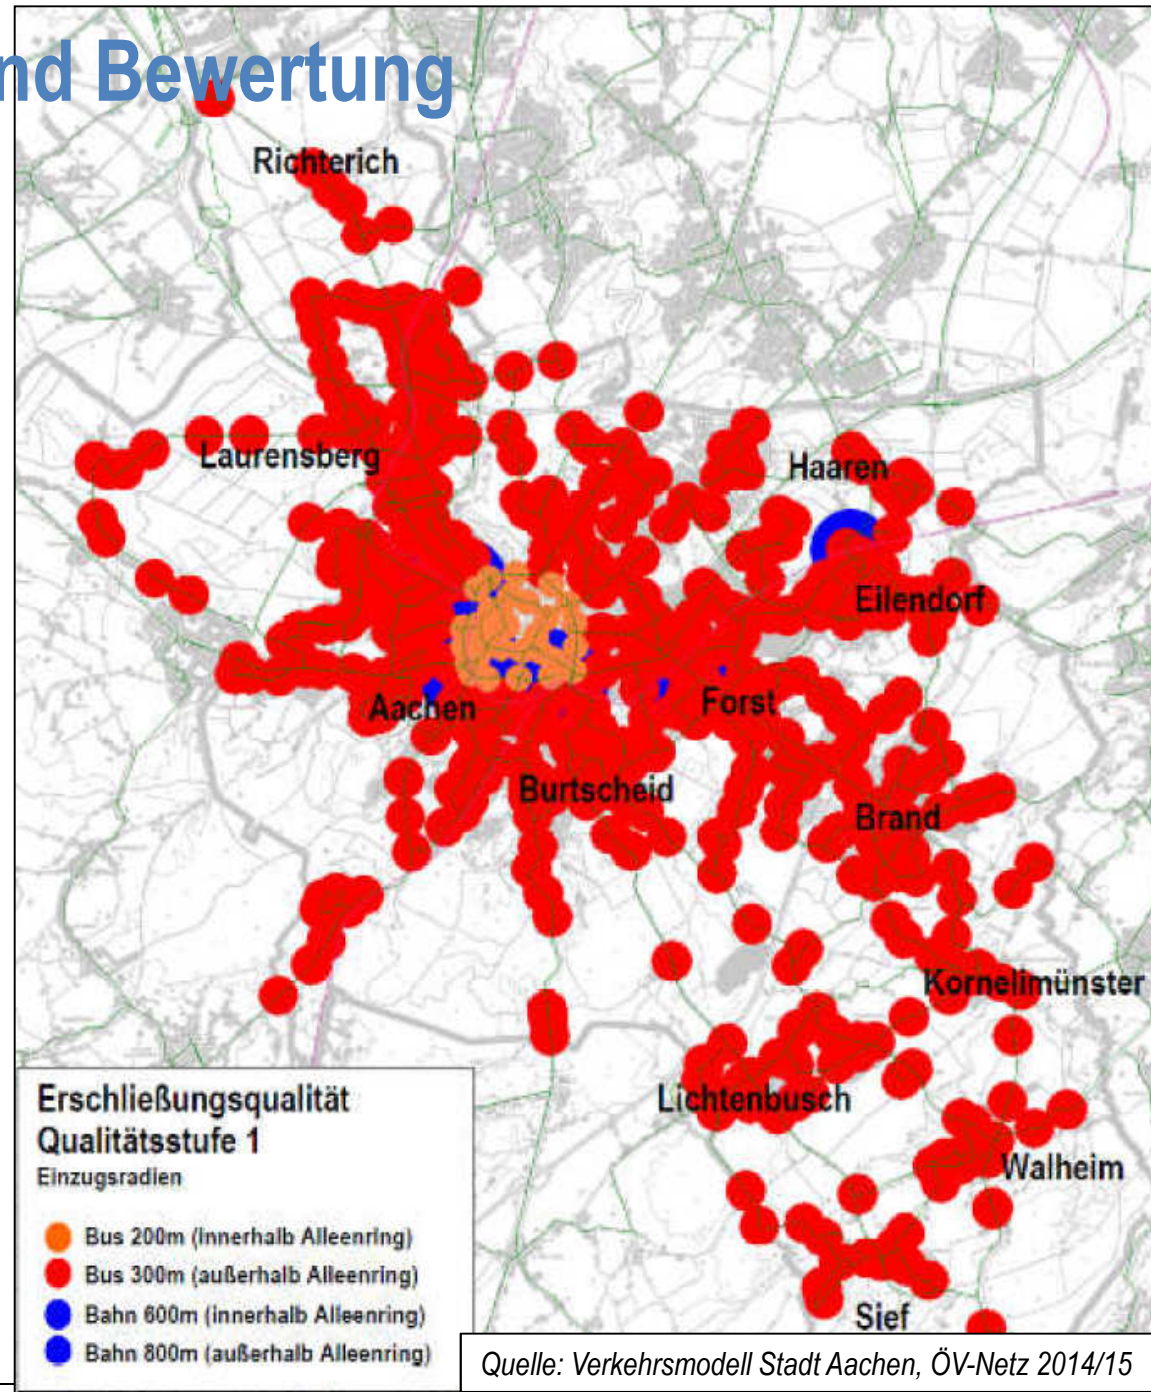 nd Bewertung
Richterich
Laurensberg
Haaren
Eilendorf
Aachen
Forst
Burtscheid
Brand
Kornelimünster
Lichtenbusch
Walheim
Sief
Erschließungsqualität
Qualitätsstufe 1
Einzugsradien
Bus 200m (innerhalb Alleenring)
Bus 300m (außerhalb Alleenring)
Bahn 600m (innerhalb Alleenring)
Bahn 800m (außerhalb Alleenring)
Quelle: Verkehrsmodell Stadt Aachen, ÖV-Netz 2014/15